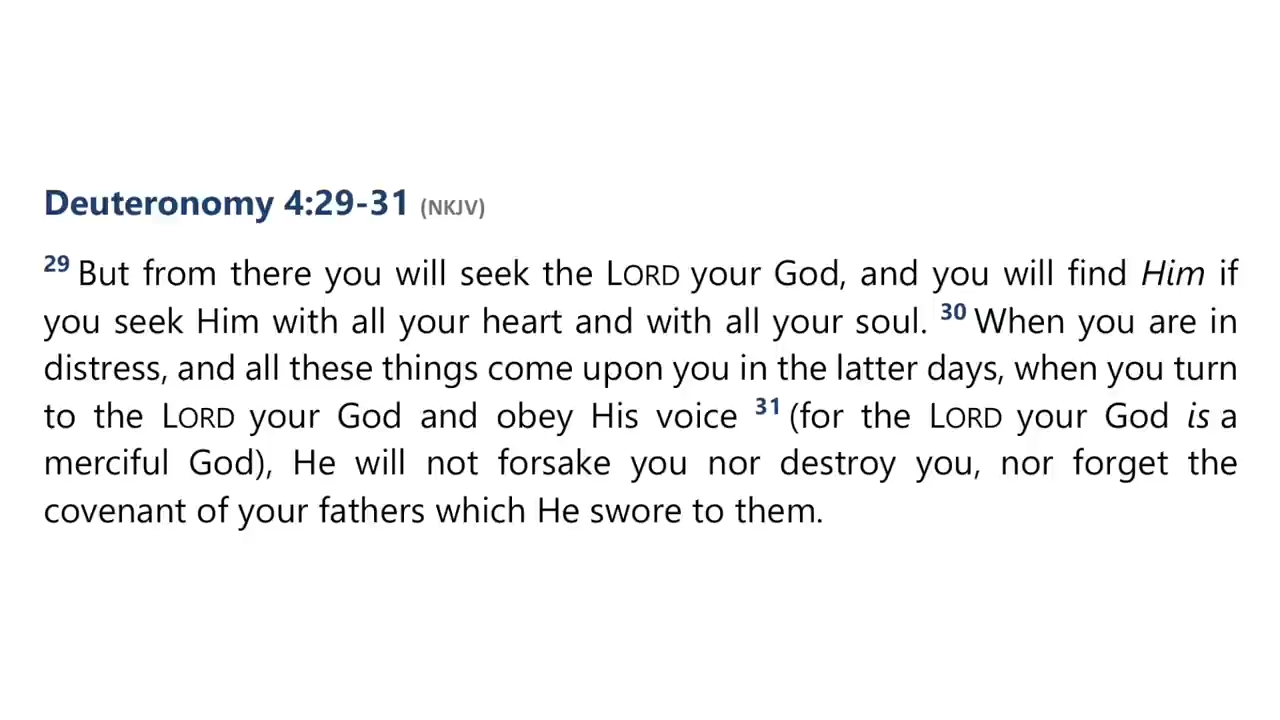 Deuteronomy 4:29-31 (NKJV)
29 But from there you will seek the LORD your God, and you will find Him if
you seek Him with all your heart and with all your soul. 30 When you are in
distress, and all these things come upon you in the latter days, when you turn
to the LORD your God and obey His voice 31 (for the LORD your God is a
merciful God), He will not forsake you nor destroy you, nor forget the
covenant of your fathers which He swore to them.